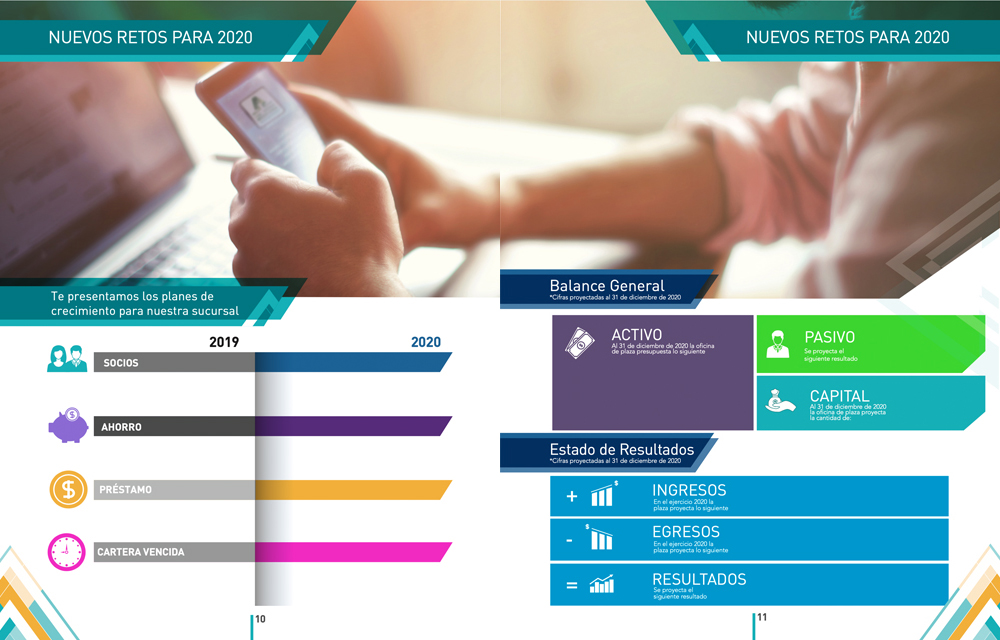 NUEVOS RETOS PARA 2020
Te presentamos los planes de
crecimiento para nuestra sucursal
2019 2020
SOCIOS
$
AHORRO
$
PRÉSTAMO
CARTERA VENCIDA
10
NUEVOS RETOS PARA 2020
Balance General
*Cifras proyectadas al 31 de diciembre de 2020
ACTIVO
Al 31 de diciembre de 2020 la oficina
de plaza presupuesta lo siguiente
PASIVO
Se proyecta el
siguiente resultado
CAPITAL
Al 31 de diciembre de 2020
la oficina de plaza proyecta
la cantidad de:
Estado de Resultados
*Cifras proyectadas al 31 de diciembre de 2020
+ $ INGRESOS
En el ejercicio 2020 la
plaza proyecta lo siguiente
- $ EGRESOS
En el ejercicio 2020 la
plaza proyecta lo siguiente
= RESULTADOS
Se proyecta el
siguiente resultado
11